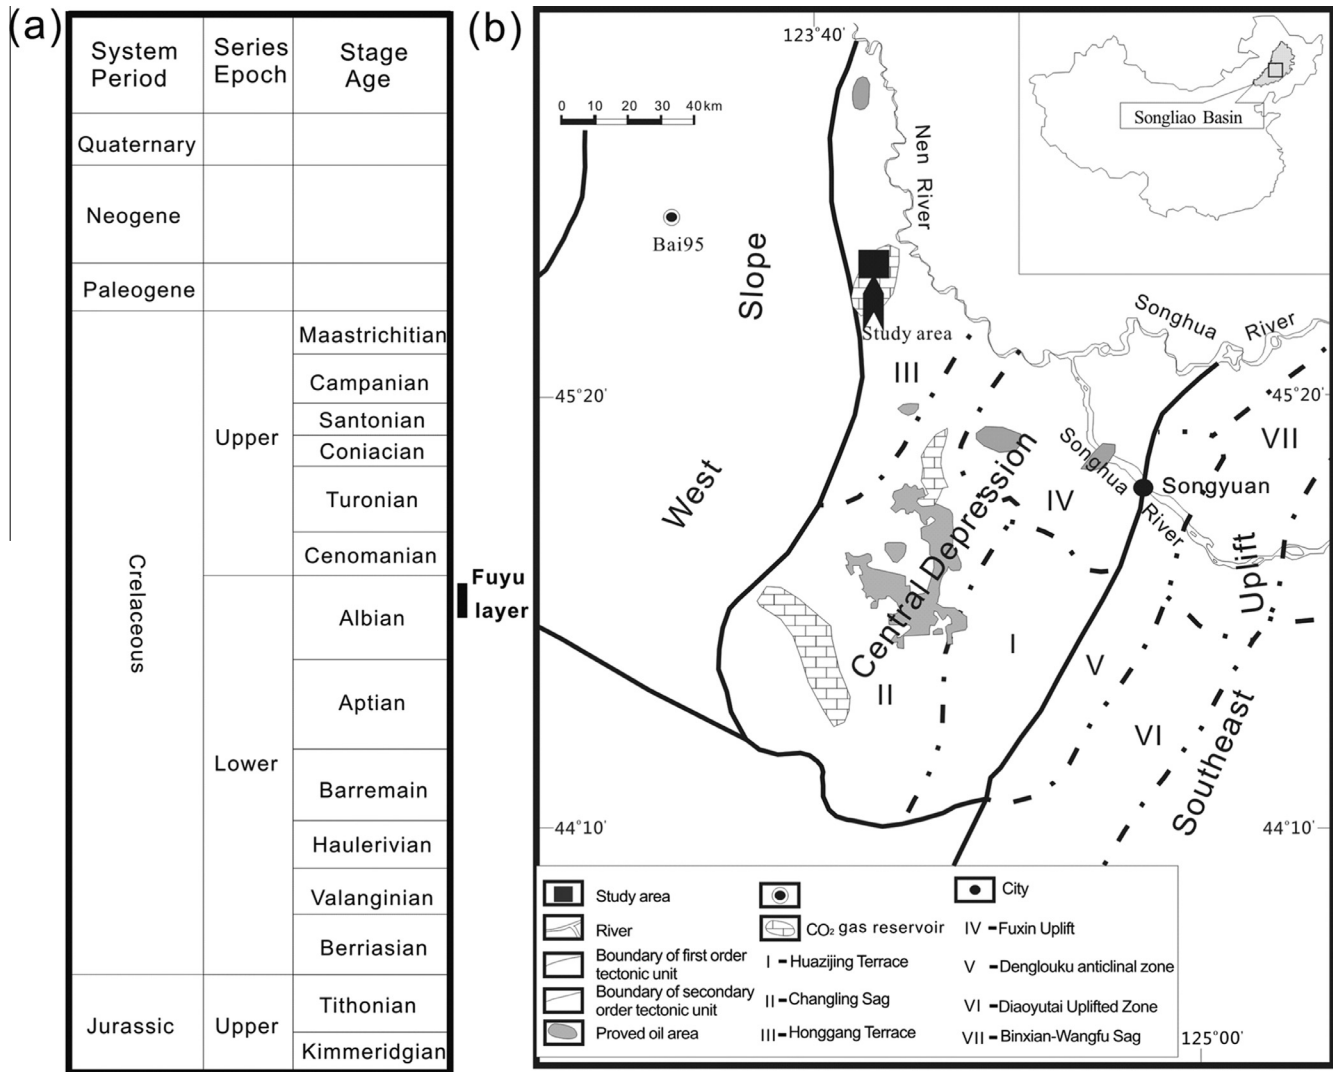 (a)
System
Period
Series
Epoch
Stage
Age
Quaternary
Neogene
Paleogene
Crelaceous
Upper
Maastrichitian
Campanian
Santonian
Coniacian
Turonian
Cenomanian
Lower
Albian
Aptian
Barremain
Haulerivian
Valanginian
Berriasian
Jurassic
Upper
Tithonian
Kimmeridgian
Fuyu
layer
(b)
123°40'
0 10 20 30 40km
Nen River
Songliao Basin
Bai95
Slope
West
Study area
Songhua
River
45°20'
45°20'
III
VII
Songhua
River
Songyuan
IV
Central Depression
Uplift
Southeast
I
II
V
VI
44°10'
44°10'
Study area
River
Boundary of first order
tectonic unit
Boundary of secondary
order tectonic unit
Proved oil area
CO₂ gas reservoir
I - Huazijing Terrace
II - Changling Sag
III - Honggang Terrace
City
IV - Fuxin Uplift
V - Denglouku anticlinal zone
VI - Diaoyutai Uplifted Zone
VII - Binxian-Wangfu Sag
125°00'